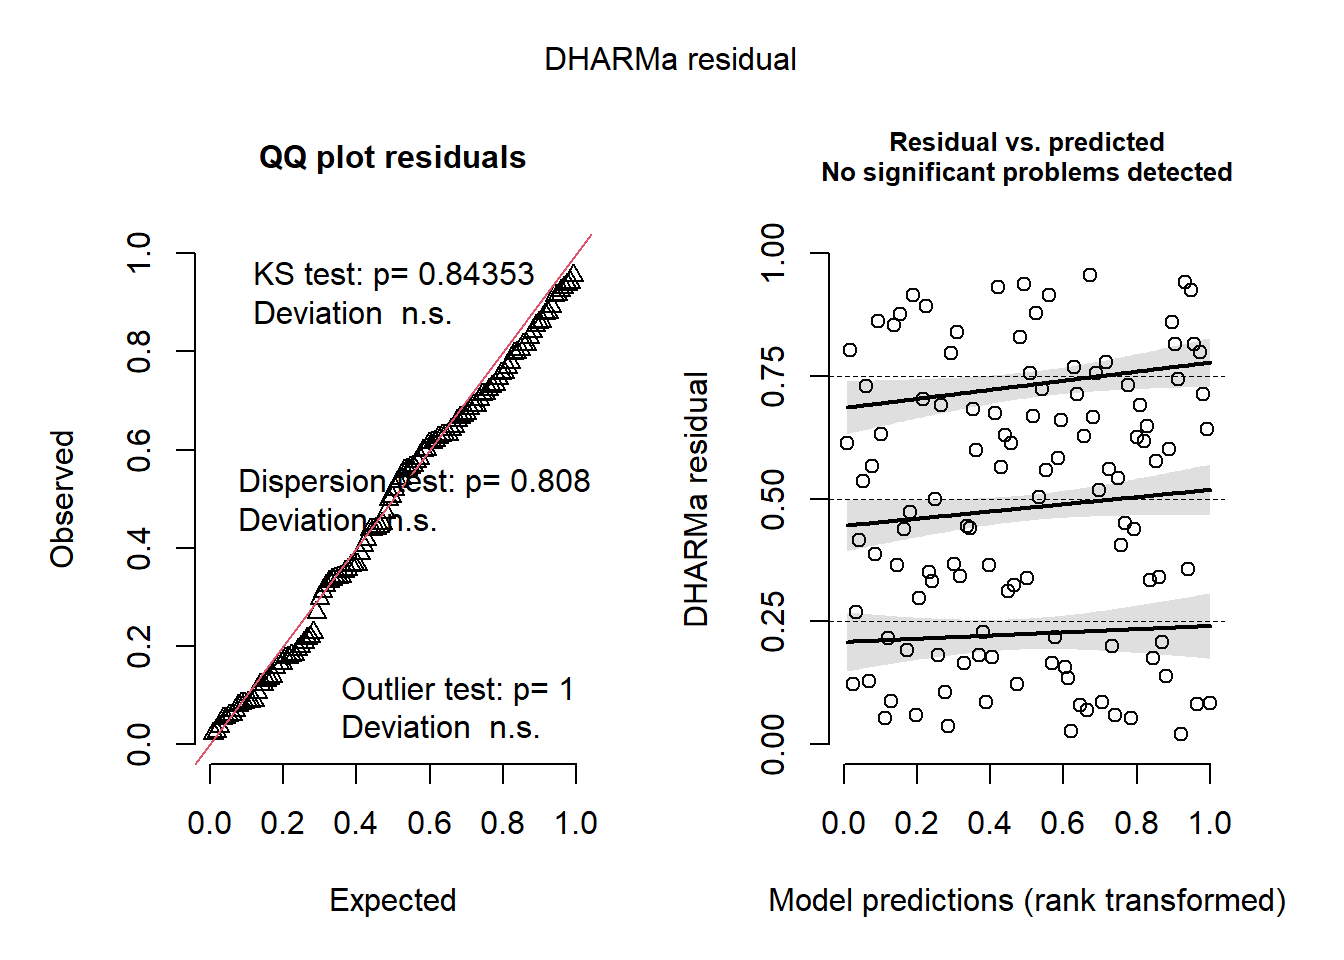 DHARMa residual
QQ plot residuals
KS test: p= 0.84353
Deviation  n.s.
Dispersion test: p= 0.808
Deviation  n.s.
Outlier test: p= 1
Deviation  n.s.
Observed
0.0 0.2 0.4 0.6 0.8 1.0
0.0 0.2 0.4 0.6 0.8 1.0
Expected
Residual vs. predicted
No significant problems detected
DHARMa residual
0.00 0.25 0.50 0.75 1.00
0.0 0.2 0.4 0.6 0.8 1.0
Model predictions (rank transformed)